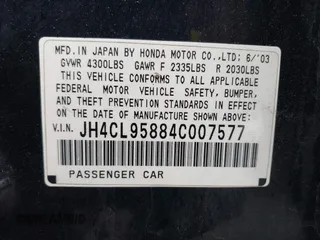 MFD. IN JAPAN BY HONDA MOTOR CO.,LTD: 6/'03
GVWR 4300LBS GAWR F 2335LBS R 2030LBS
THIS VEHICLE CONFORMS TO ALL APPLICABLE
FEDERAL MOTOR VEHICLE SAFETY, BUMPER,
AND THEFT PREVENTION STANDARDS IN EFFECT
ON THE DATE OF MANUFACTURE SHOWN ABOVE.
V.I.N. JH4CL95884C007577
PASSENGER CAR